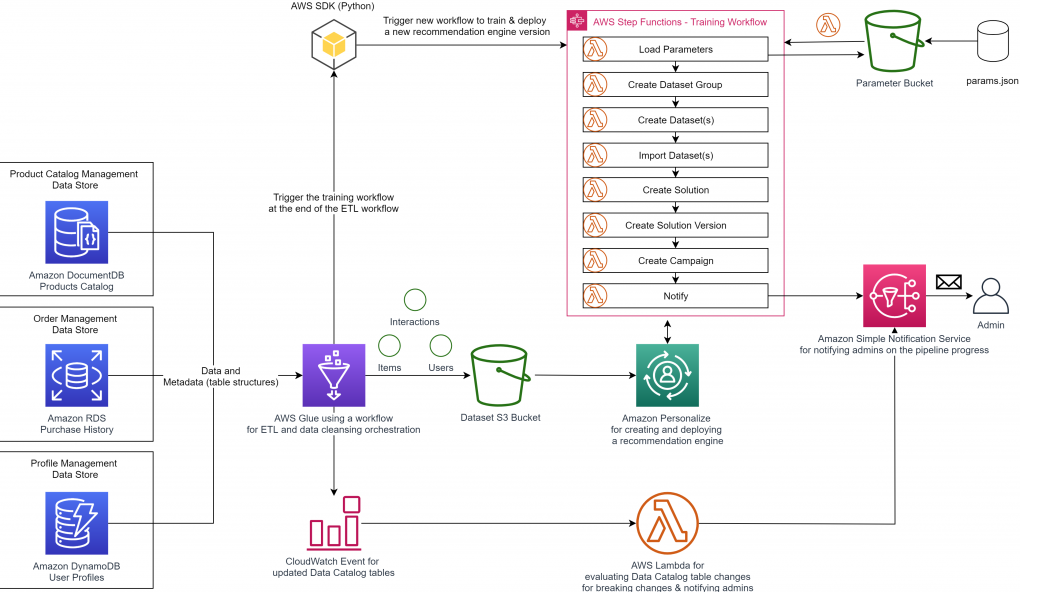 AWS SDK (Python)
Trigger new workflow to train & deploy
a new recommendation engine version
AWS Step Functions - Training Workflow
Load Parameters
Create Dataset Group
Create Dataset(s)
Import Dataset(s)
Create Solution
Create Solution Version
Create Campaign
Notify
Parameter Bucket
params.json
Trigger the training workflow
at the end of the ETL workflow
Product Catalog Management
Data Store
Amazon DocumentDB
Products Catalog
Order Management
Data Store
Amazon RDS
Purchase History
Profile Management
Data Store
Amazon DynamoDB
User Profiles
Data and
Metadata (table structures)
Interactions
Items
Users
AWS Glue using a workflow
for ETL and data cleansing orchestration
Dataset S3 Bucket
Amazon Personalize
for creating and deploying
a recommendation engine
Amazon Simple Notification Service
for notifying admins on the pipeline progress
Admin
CloudWatch Event for
updated Data Catalog tables
AWS Lambda for
evaluating Data Catalog table changes
for breaking changes & notifying admins